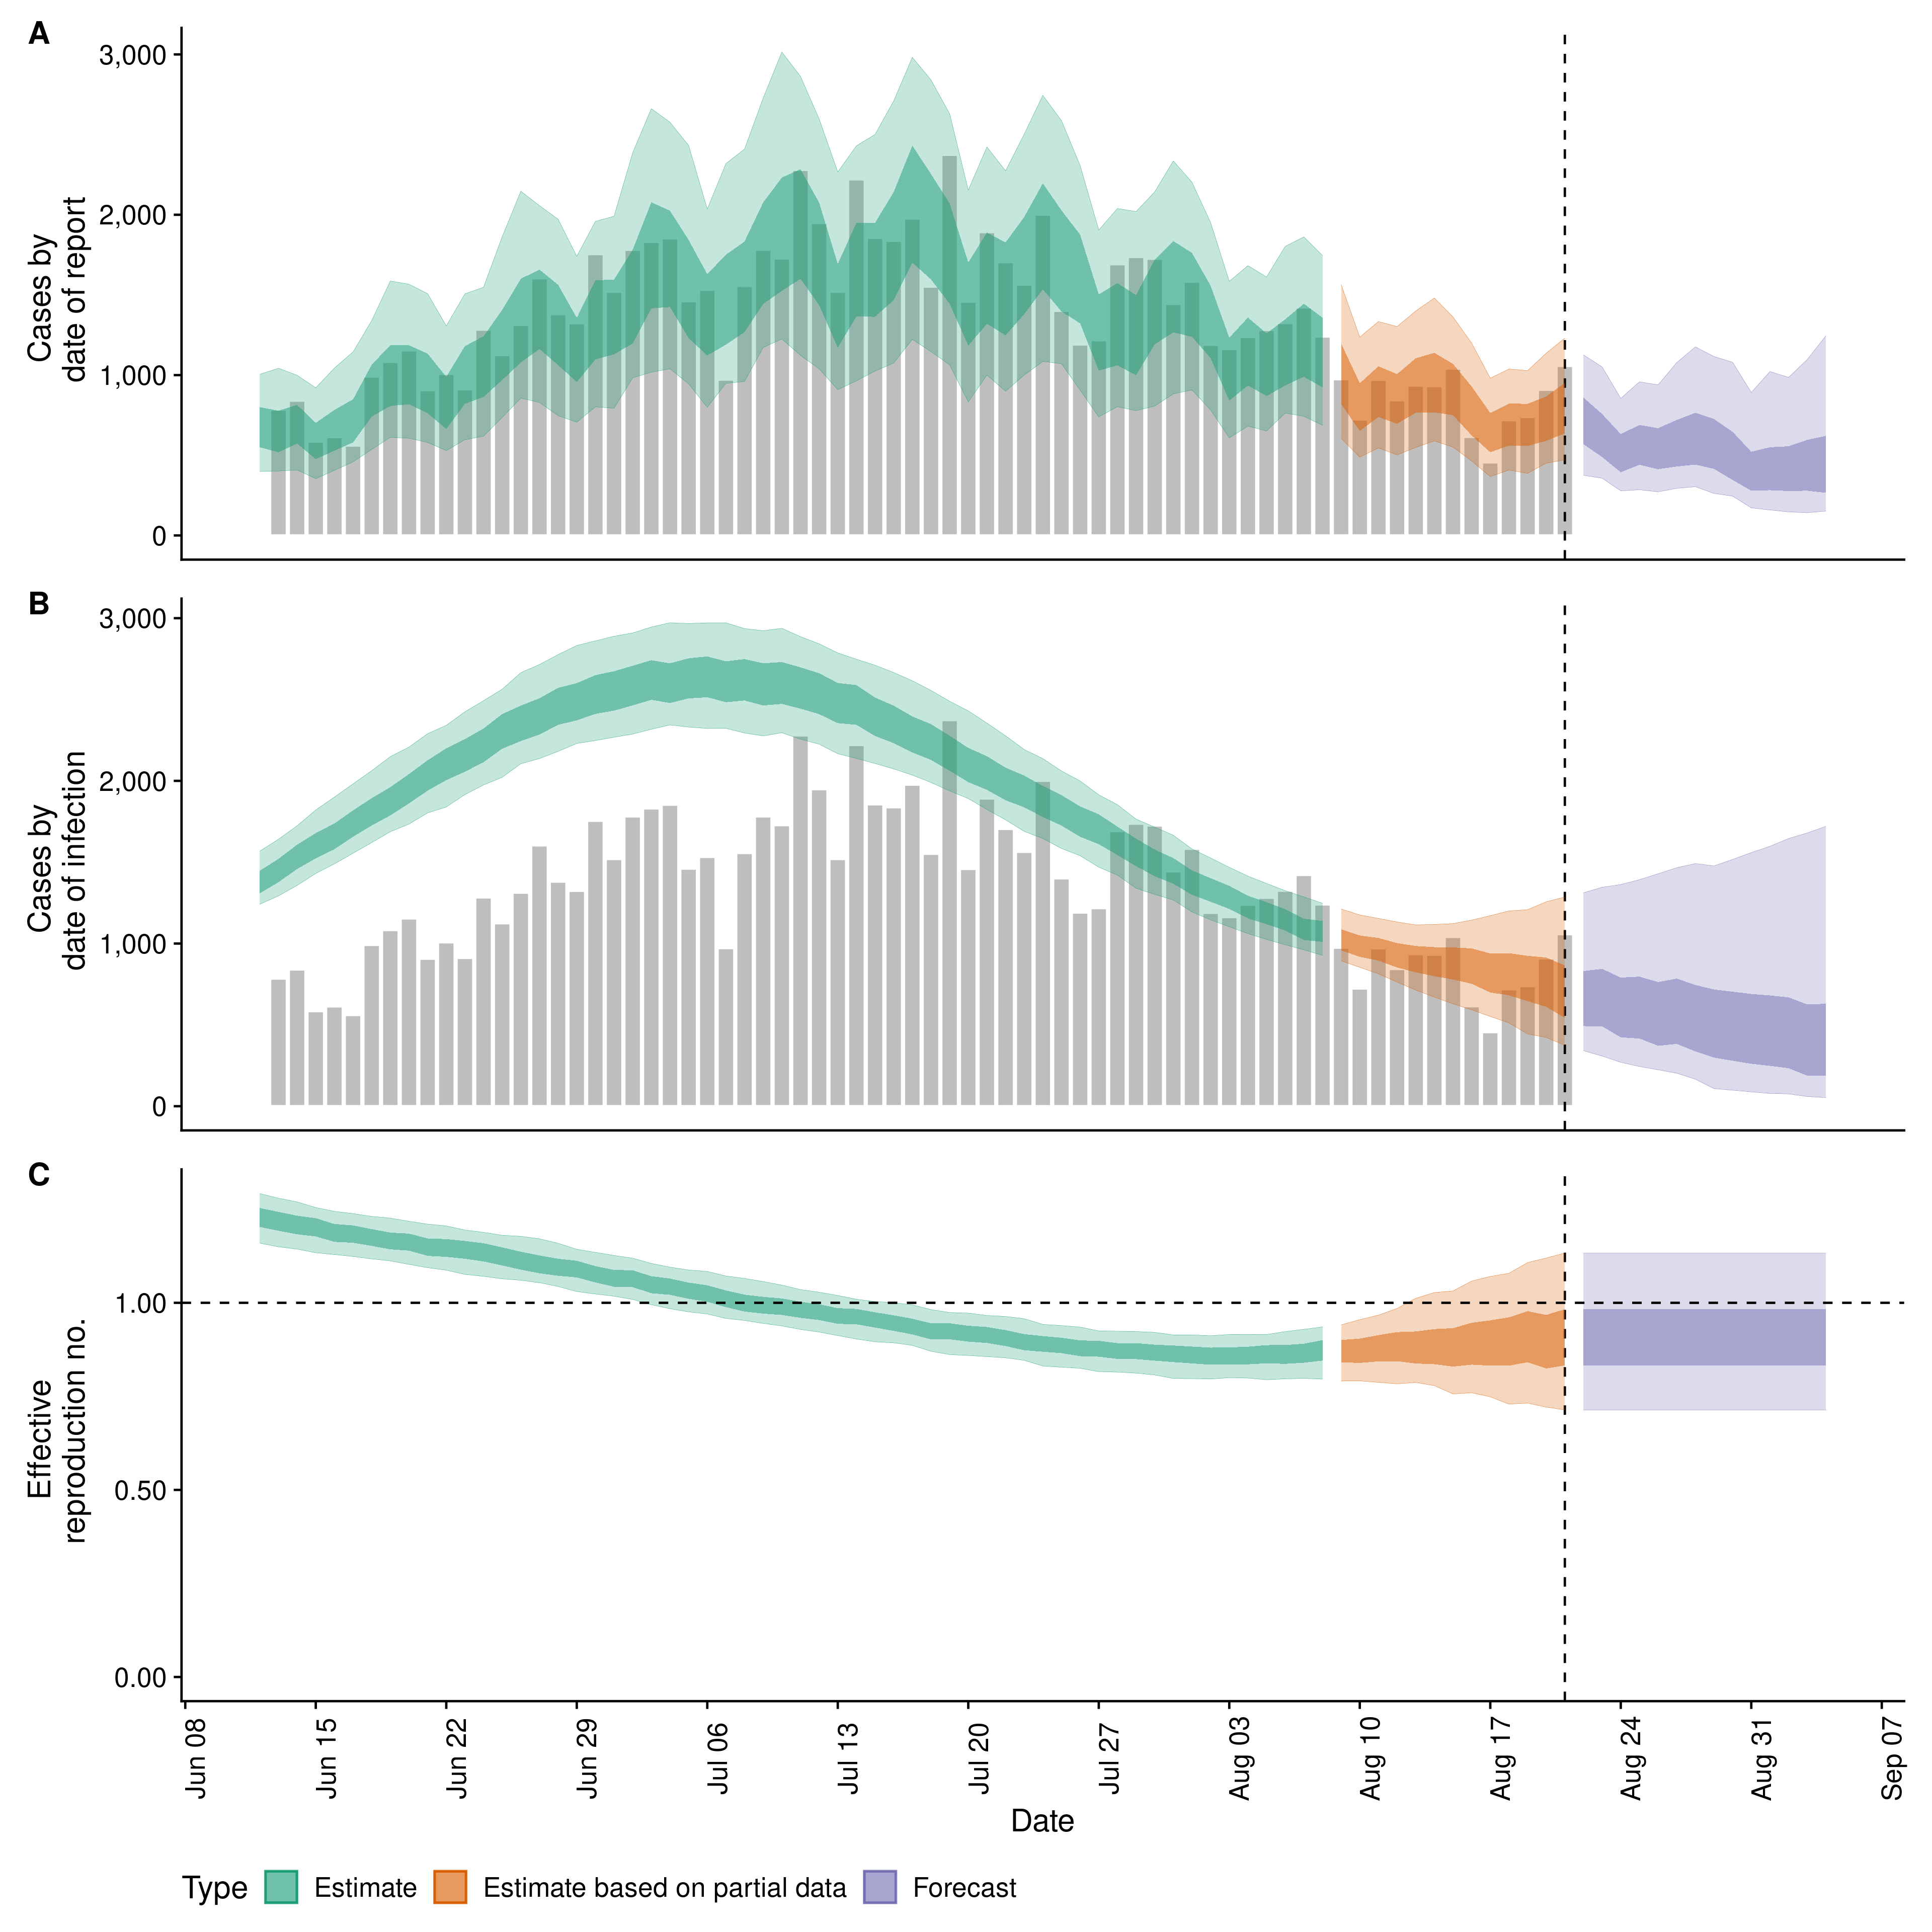 A
Cases by
date of report
3,000
2,000
1,000
0
B
Cases by
date of infection
3,000
2,000
1,000
0
C
Effective
reproduction no.
1.00
0.50
0.00
Jun 08
Jun 15
Jun 22
Jun 29
Jul 06
Jul 13
Jul 20
Jul 27
Aug 03
Aug 10
Aug 17
Aug 24
Aug 31
Sep 07
Date
Type Estimate Estimate based on partial data Forecast